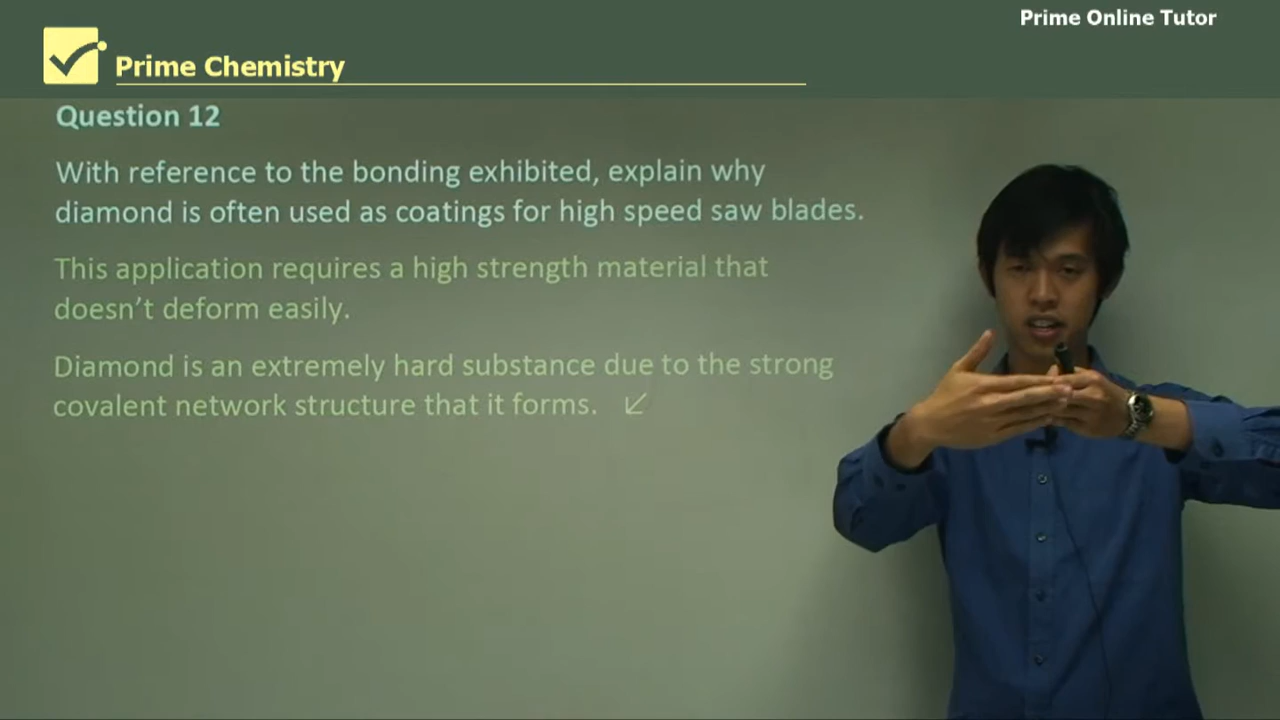 Prime Online Tutor
Prime Chemistry
Question 12
With reference to the bonding exhibited, explain why
diamond is often used as coatings for high speed saw blades.
This application requires a high strength material that
doesn’t deform easily.
Diamond is an extremely hard substance due to the strong
covalent network structure that it forms.